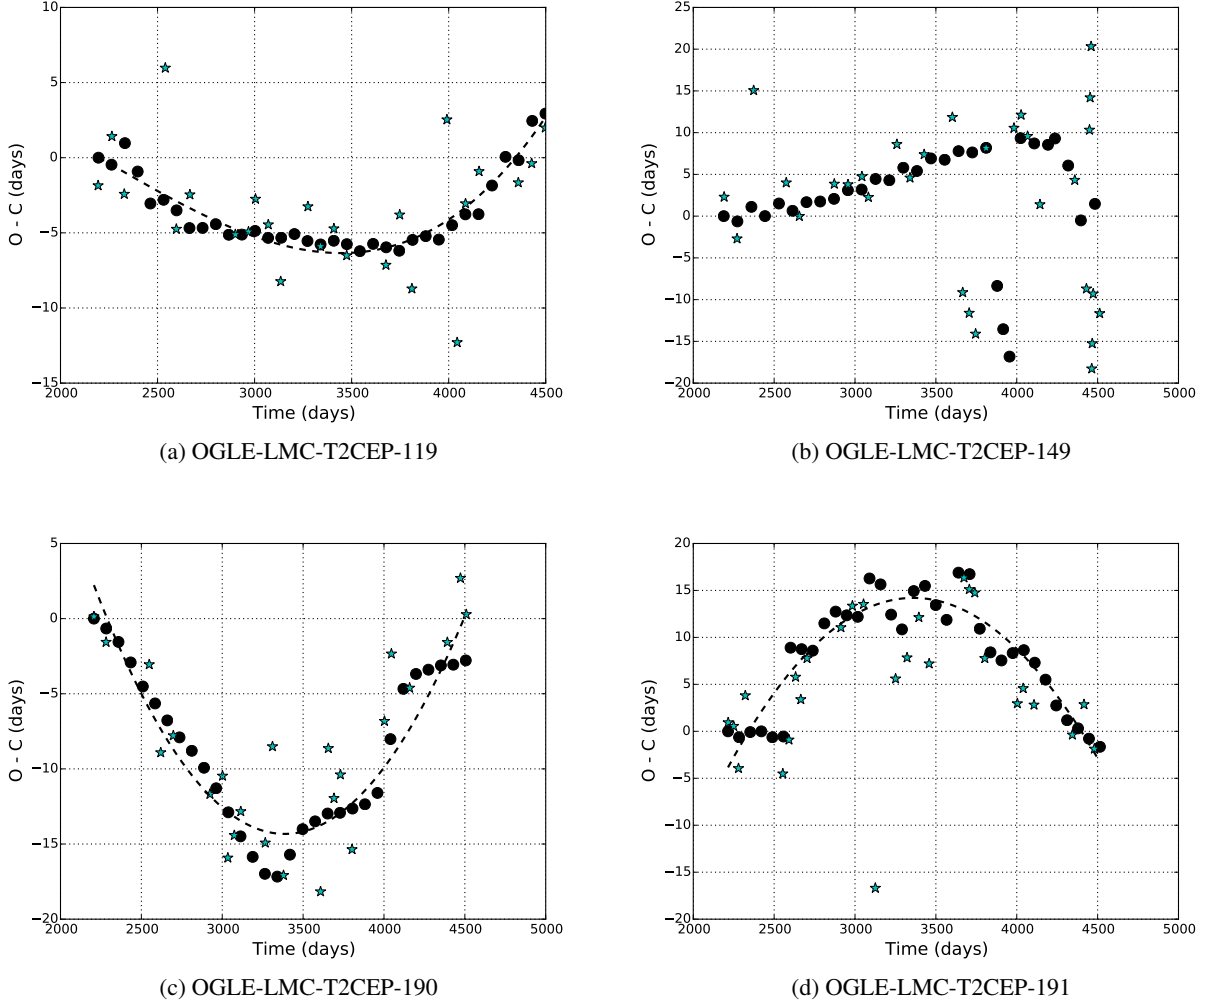 10
5
0
−5
−10
−15
O - C (days)
2000 2500 3000 3500 4000 4500
Time (days)
(a) OGLE-LMC-T2CEP-119
25
20
15
10
5
0
−5
−10
−15
−20
O - C (days)
2000 2500 3000 3500 4000 4500 5000
Time (days)
(b) OGLE-LMC-T2CEP-149
5
0
−5
−10
−15
−20
O - C (days)
2000 2500 3000 3500 4000 4500 5000
Time (days)
(c) OGLE-LMC-T2CEP-190
20
15
10
5
0
−5
−10
−15
−20
O - C (days)
2000 2500 3000 3500 4000 4500 5000
Time (days)
(d) OGLE-LMC-T2CEP-191